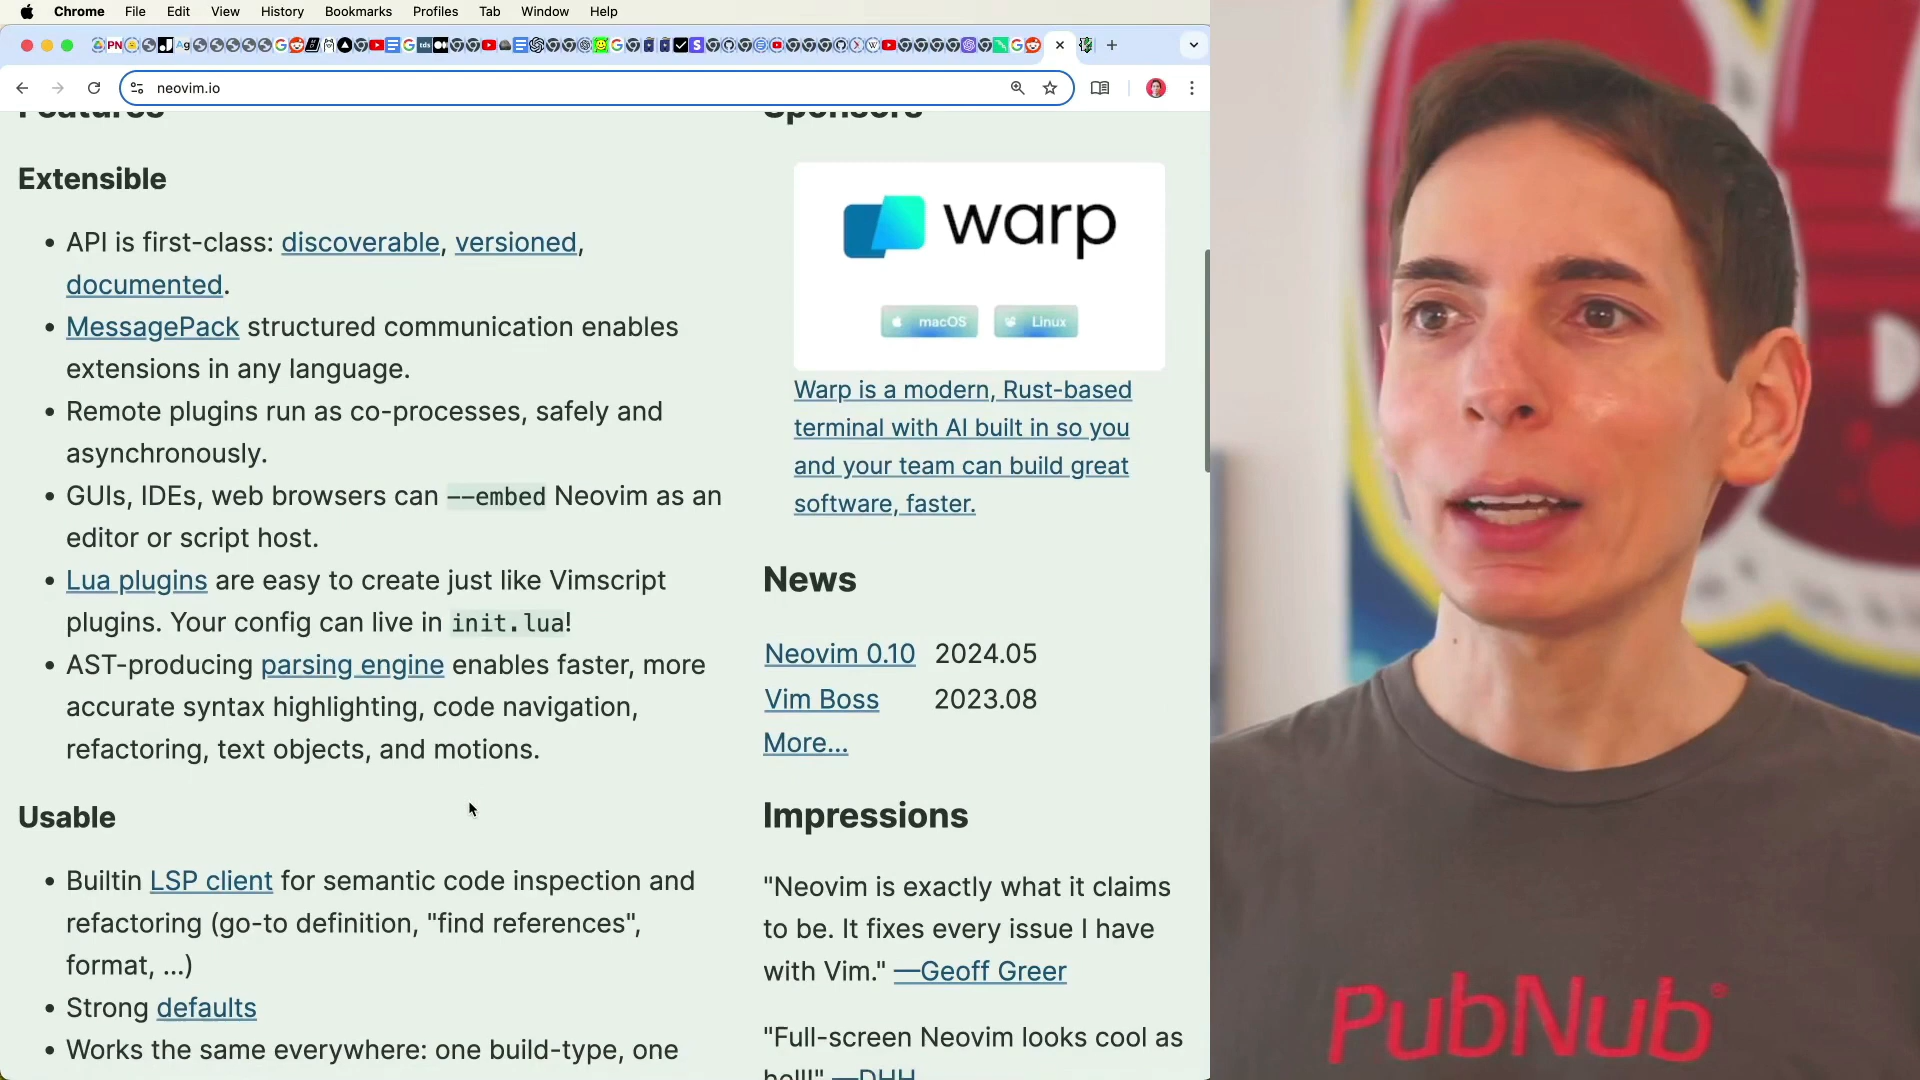 Chrome File Edit View History Bookmarks Profiles Tab Window Help
neovim.io
Features
Extensible
• API is first-class: discoverable, versioned,
documented.
• MessagePack structured communication enables
extensions in any language.
• Remote plugins run as co-processes, safely and
asynchronously.
• GUIs, IDEs, web browsers can --embed Neovim as an
editor or script host.
• Lua plugins are easy to create just like Vimscript
plugins. Your config can live in init.lua!
• AST-producing parsing engine enables faster, more
accurate syntax highlighting, code navigation,
refactoring, text objects, and motions.
Usable
• Builtin LSP client for semantic code inspection and
refactoring (go-to definition, "find references",
format, ...)
• Strong defaults
• Works the same everywhere: one build-type, one
Sponsors
warp
macOS Linux
Warp is a modern, Rust-based
terminal with AI built in so you
and your team can build great
software, faster.
News
Neovim 0.10 2024.05
Vim Boss 2023.08
More...
Impressions
"Neovim is exactly what it claims
to be. It fixes every issue I have
with Vim." —Geoff Greer
"Full-screen Neovim looks cool as
hell!" —DHH
PubNub®